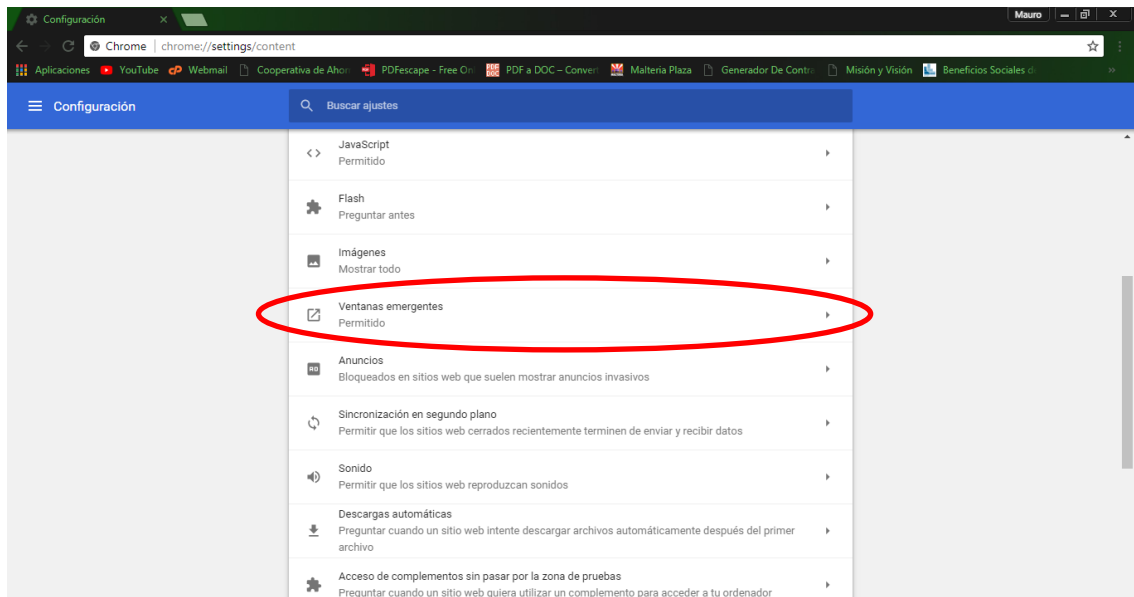 Configuración
Mauro
Chrome | chrome://settings/content
Aplicaciones YouTube Webmail Cooperativa de Ahor PDFescape - Free On PDF a DOC – Convert Malteria Plaza Generador De Contr Misión y Visión Beneficios Sociales d »
Configuración
Buscar ajustes
JavaScript
Permitido
Flash
Preguntar antes
Imágenes
Mostrar todo
Ventanas emergentes
Permitido
Anuncios
Bloqueados en sitios web que suelen mostrar anuncios invasivos
Sincronización en segundo plano
Permitir que los sitios web cerrados recientemente terminen de enviar y recibir datos
Sonido
Permitir que los sitios web reproduzcan sonidos
Descargas automáticas
Preguntar cuando un sitio web intente descargar archivos automáticamente después del primer
archivo
Acceso de complementos sin pasar por la zona de pruebas
Preguntar cuando un sitio web quiera utilizar un complemento para acceder a tu ordenador